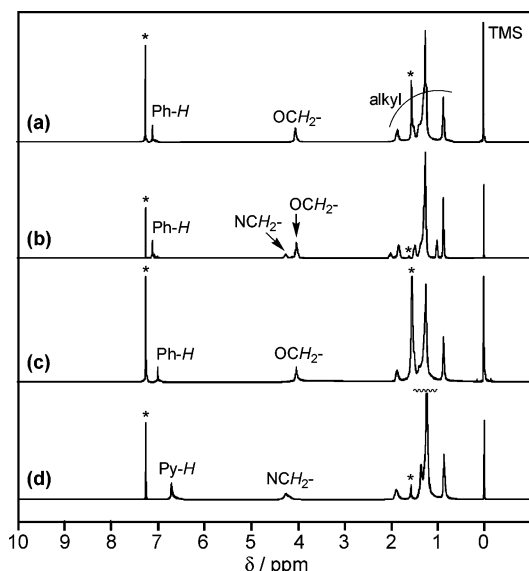 TMS
*
*
alkyl
Ph-H
OCH₂-
(a)
OCH₂-
NCH₂-
*
Ph-H
*
(b)
*
*
Ph-H
OCH₂-
(c)
*
Py-H
NCH₂-
*
(d)
10 9 8 7 6 5 4 3 2 1 0
δ / ppm